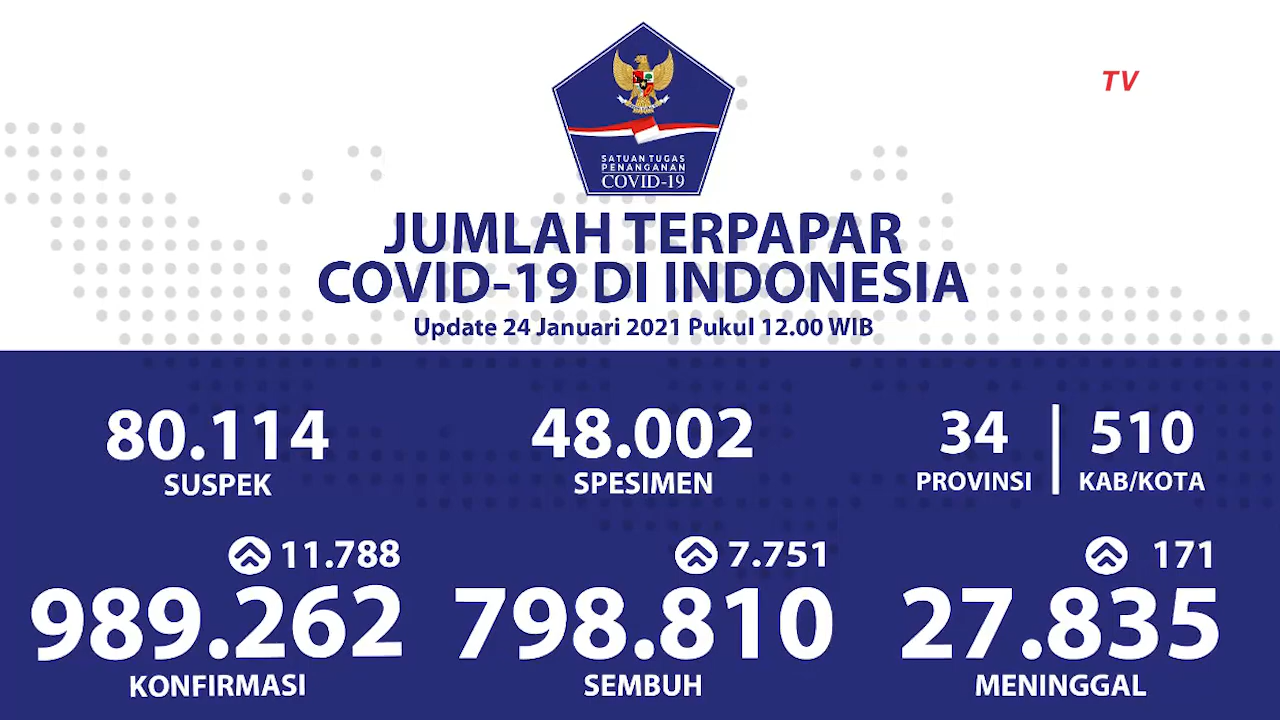 TV
SATUAN TUGAS
PENANGANAN
COVID-19
JUMLAH TERPAPAR
COVID-19 DI INDONESIA
Update 24 Januari 2021 Pukul 12.00 WIB
80.114
SUSPEK
48.002
SPESIMEN
34
PROVINSI
510
KAB/KOTA
11.788
989.262
KONFIRMASI
7.751
798.810
SEMBUH
171
27.835
MENINGGAL